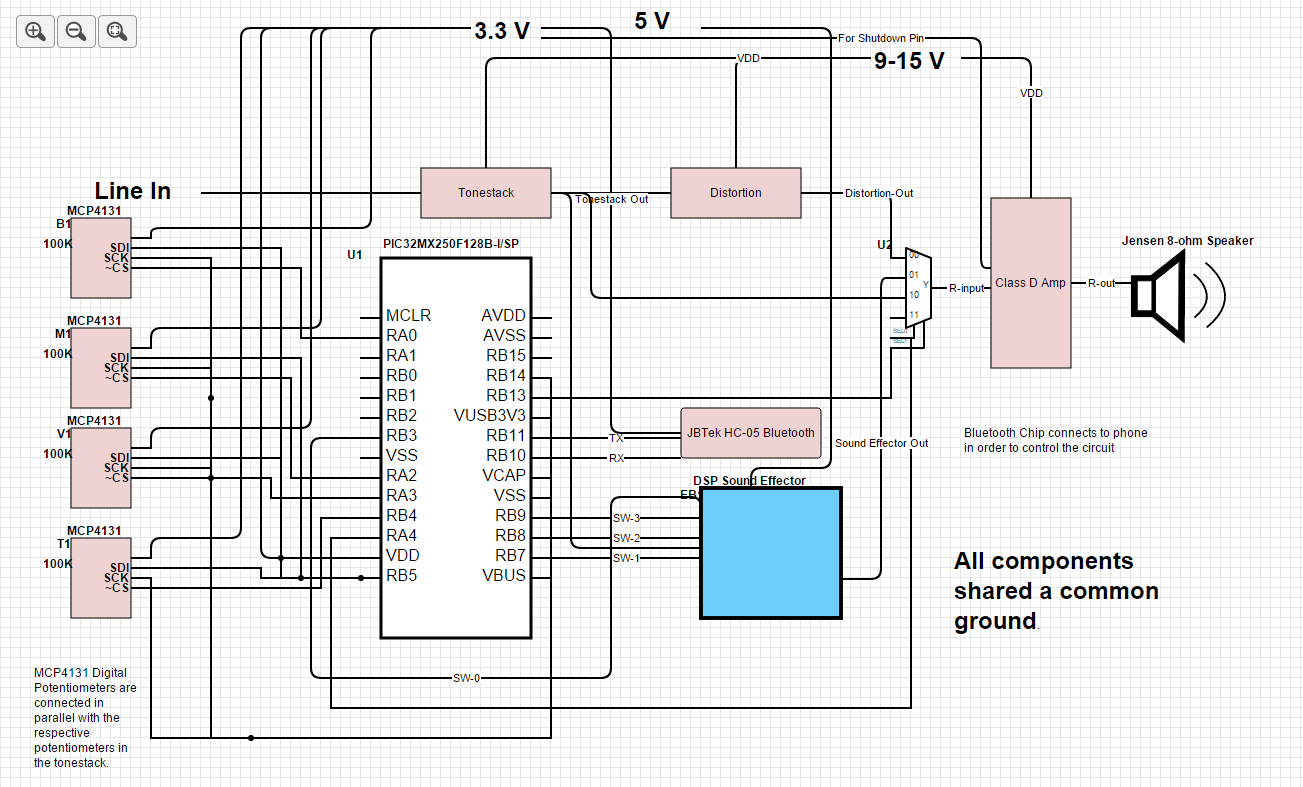 3.3 V
5 V
For Shutdown Pin
9-15 V
VDD
VDD
Line In
Tonestack
Tonestack Out
Distortion
Distortion-Out
MCP4131
B1
100K
SDI
SCK
~CS
MCP4131
M1
100K
SDI
SCK
~CS
MCP4131
V1
100K
SDI
SCK
~CS
MCP4131
T1
100K
SDI
SCK
~CS
MCP4131 Digital
Potentiometers are
connected in
parallel with the
respective
potentiometers in
the tonestack.
U1
PIC32MX250F128B-I/SP
MCLR AVDD
RA0 AVSS
RA1 RB15
RB0 RB14
RB1 RB13
RB2 VUSB3V3
RB3 RB11
VSS RB10
RA2 VCAP
RA3 VSS
RB4 RB9
RA4 RB8
VDD RB7
RB5 VBUS
TX
RX
JBTek HC-05 Bluetooth
DSP Sound Effector
SW-3
SW-2
SW-1
SW-0
Sound Effector Out
U2
00
01
10
11
Y
SEL0
SEL1
R-input
Class D Amp
R-out
Jensen 8-ohm Speaker
Bluetooth Chip connects to phone
in order to control the circuit
All components
shared a common
ground.